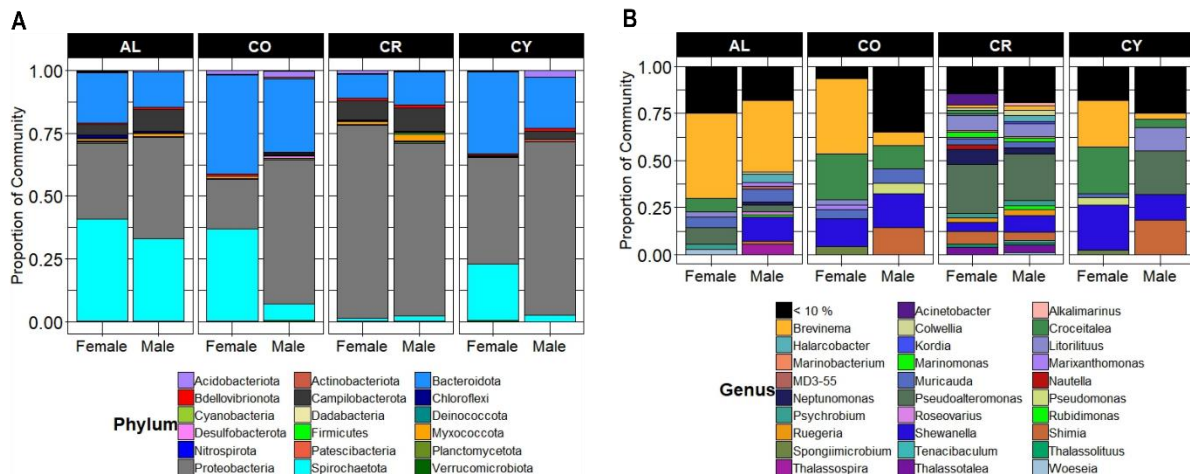 A
AL CO CR CY
Proportion of Community
1.00
0.75
0.50
0.25
0.00
Female Male Female Male Female Male Female Male
Phylum
Acidobacteriota Actinobacteriota Bacteroidota
Bdellovibrionota Campilobacterota Chloroflexi
Cyanobacteria Dadabacteria Deinococcota
Desulfobacterota Firmicutes Myxococcota
Nitrospirota Patescibacteria Planctomycetota
Proteobacteria Spirochaetota Verrucomicrobiota
B
AL CO CR CY
Proportion of Community
1.00
0.75
0.50
0.25
0.00
Female Male Female Male Female Male Female Male
Genus
< 10 % Acinetobacter Alkalimarinus
Brevinema Colwellia Croceitalea
Halarcobacter Kordia Litorilituus
Marinobacterium Marinomonas Marixanthomonas
MD3-55 Muricauda Nautella
Neptunomonas Pseudoalteromonas Pseudomonas
Psychrobium Roseovarius Rubidimonas
Ruegeria Shewanella Shimia
Spongiimicrobium Tenacibaculum Thalassolituus
Thalassospira Thalassotalea Woeseia